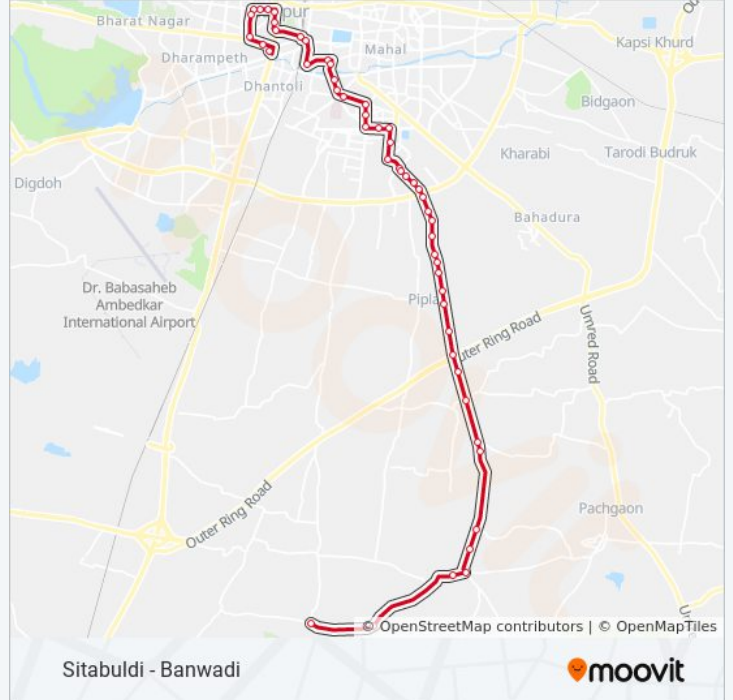 pur
Bharat Nagar
Mahal
Kapsi Khurd
Dharampeth
Dhantoli
Bidgaon
Kharabi
Tarodi Budruk
Digdoh
Bahadura
Dr. Babasaheb
Ambedkar
International Airport
Pipla
Outer Ring Road
Umred Road
Outer Ring Road
Pachgaon
© OpenStreetMap contributors | © OpenMapTiles
Sitabuldi - Banwadi
moovit